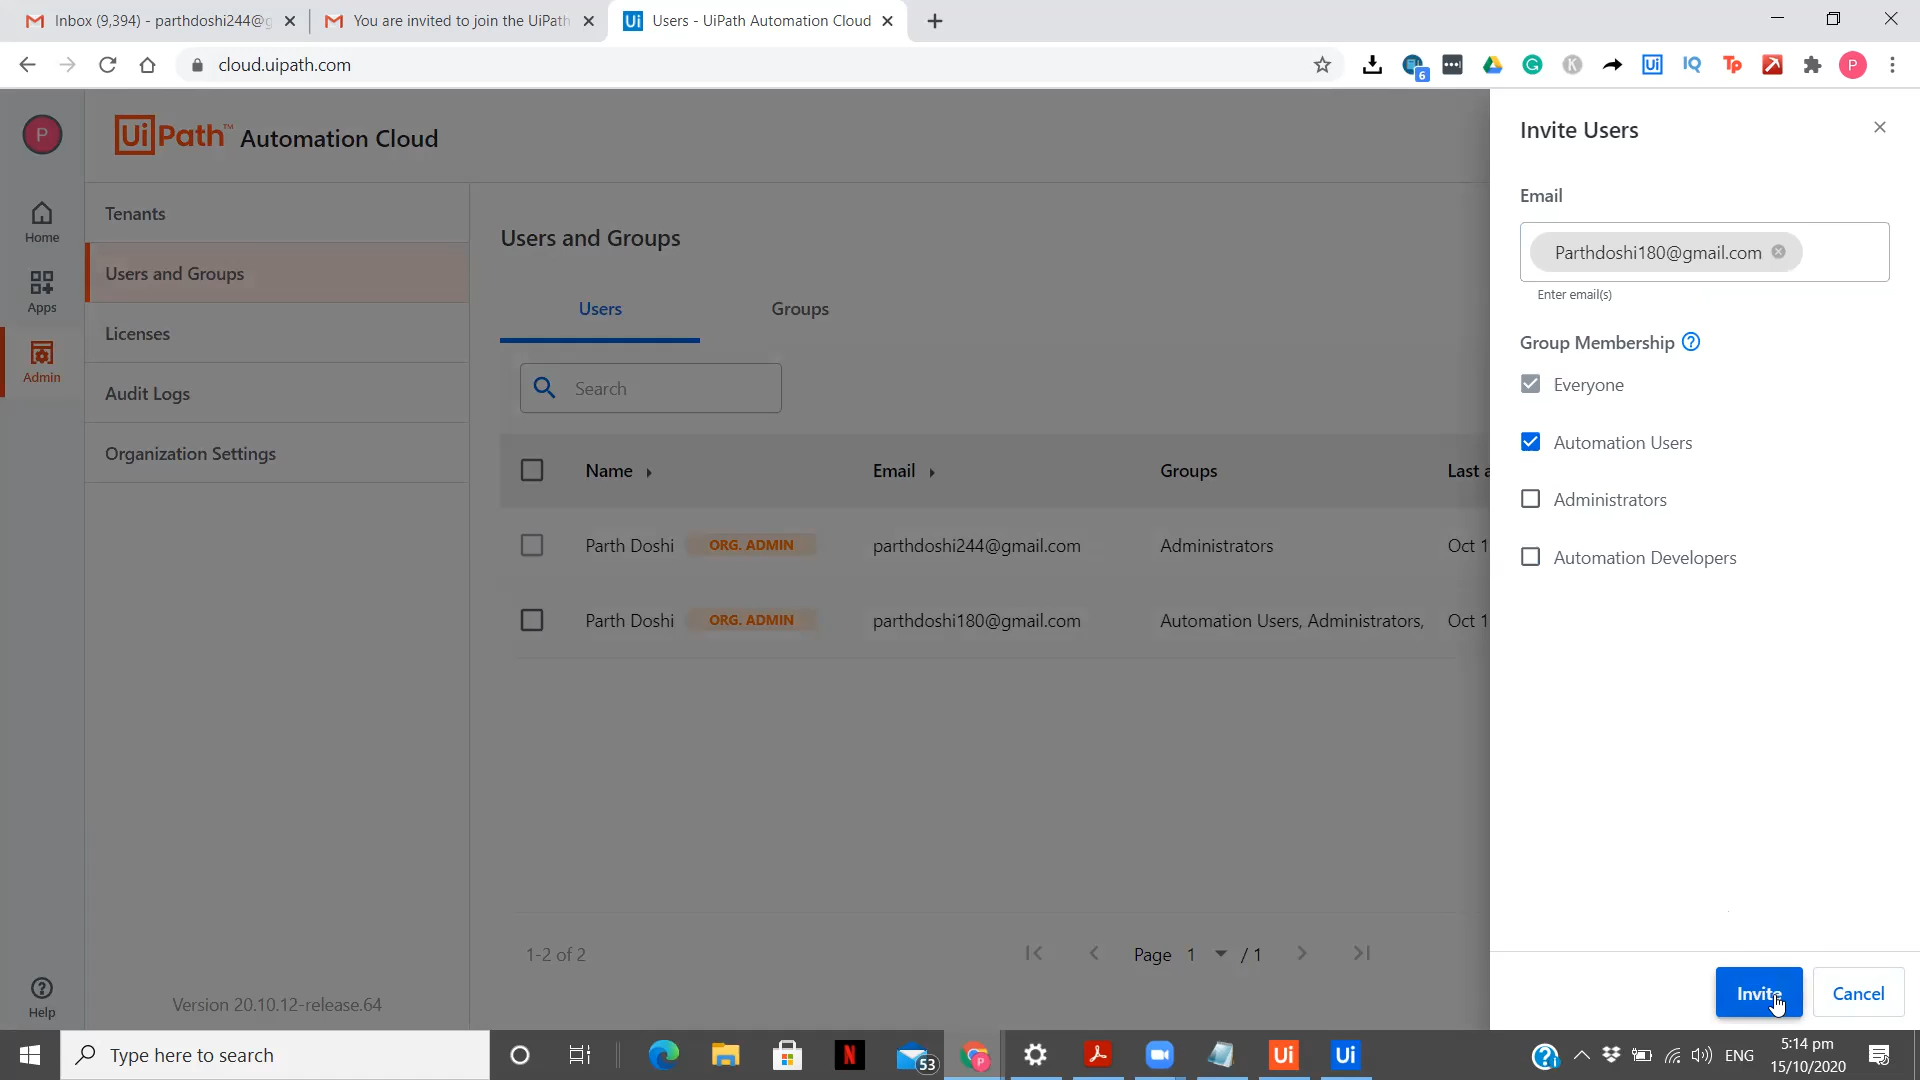 Inbox (9,394) - parthdoshi244@g
You are invited to join the UiPath
Users - UiPath Automation Cloud
cloud.uipath.com
6
P
P
UiPath™ Automation Cloud
Home
Apps
Admin
Help
Tenants
Users and Groups
Licenses
Audit Logs
Organization Settings
Version 20.10.12-release.64
Users and Groups
Users
Groups
Search
Name
Email
Groups
Last a
Parth Doshi
ORG. ADMIN
parthdoshi244@gmail.com
Administrators
Oct 1
Parth Doshi
ORG. ADMIN
parthdoshi180@gmail.com
Automation Users, Administrators,
Oct 1
1-2 of 2
Page 1 / 1
Invite Users
Email
Parthdoshi180@gmail.com
Enter email(s)
Group Membership
Everyone
Automation Users
Administrators
Automation Developers
Invite
Cancel
Type here to search
53
ENG
5:14 pm
15/10/2020